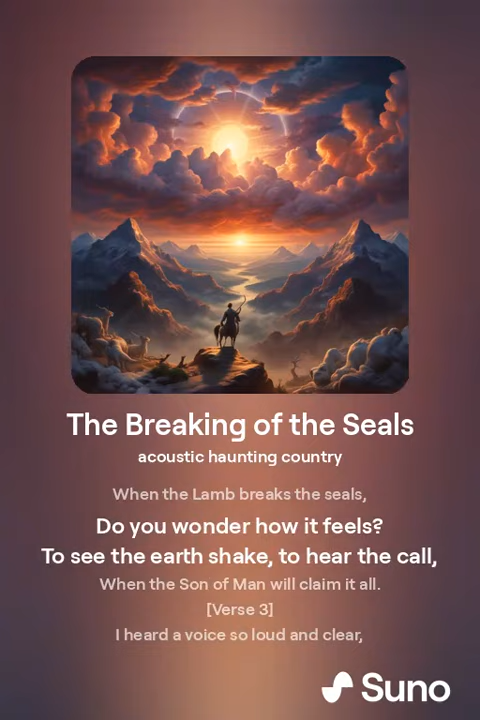 The Breaking of the Seals
acoustic haunting country
When the Lamb breaks the seals,
Do you wonder how it feels?
To see the earth shake, to hear the call,
When the Son of Man will claim it all.
[Verse 3]
I heard a voice so loud and clear,
Suno